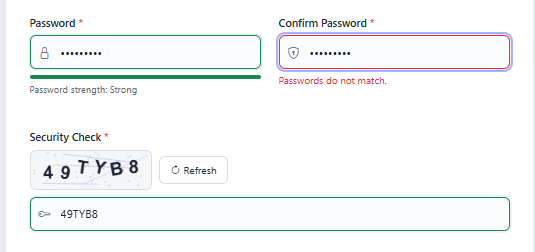 Password * Confirm Password *
••••••••• •••••••••
Password strength: Strong Passwords do not match.
Security Check *
49TYB8 Refresh
49TYB8